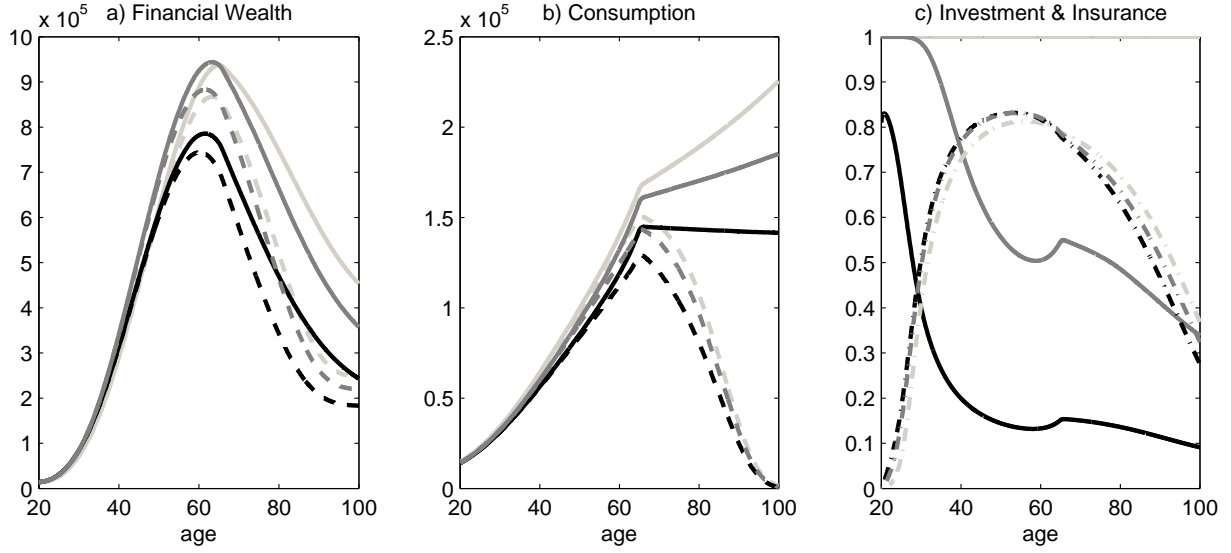 a) Financial Wealth
x 10^5
10
9
8
7
6
5
4
3
2
1
0
20 40 60 80 100
age
b) Consumption
x 10^5
2.5
2
1.5
1
0.5
0
20 40 60 80 100
age
c) Investment & Insurance
1
0.9
0.8
0.7
0.6
0.5
0.4
0.3
0.2
0.1
0
20 40 60 80 100
age